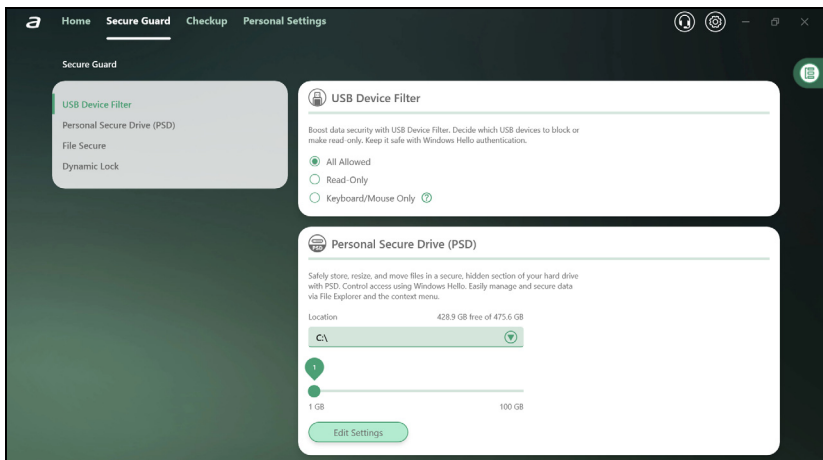 a Home Secure Guard Checkup Personal Settings
Secure Guard
USB Device Filter
Personal Secure Drive (PSD)
File Secure
Dynamic Lock
USB Device Filter
Boost data security with USB Device Filter. Decide which USB devices to block or
make read-only. Keep it safe with Windows Hello authentication.
All Allowed
Read-Only
Keyboard/Mouse Only ?
PSD Personal Secure Drive (PSD)
Safely store, resize, and move files in a secure, hidden section of your hard drive
with PSD. Control access using Windows Hello. Easily manage and secure data
via File Explorer and the context menu.
Location 428.9 GB free of 475.6 GB
C:\
1
1 GB 100 GB
Edit Settings